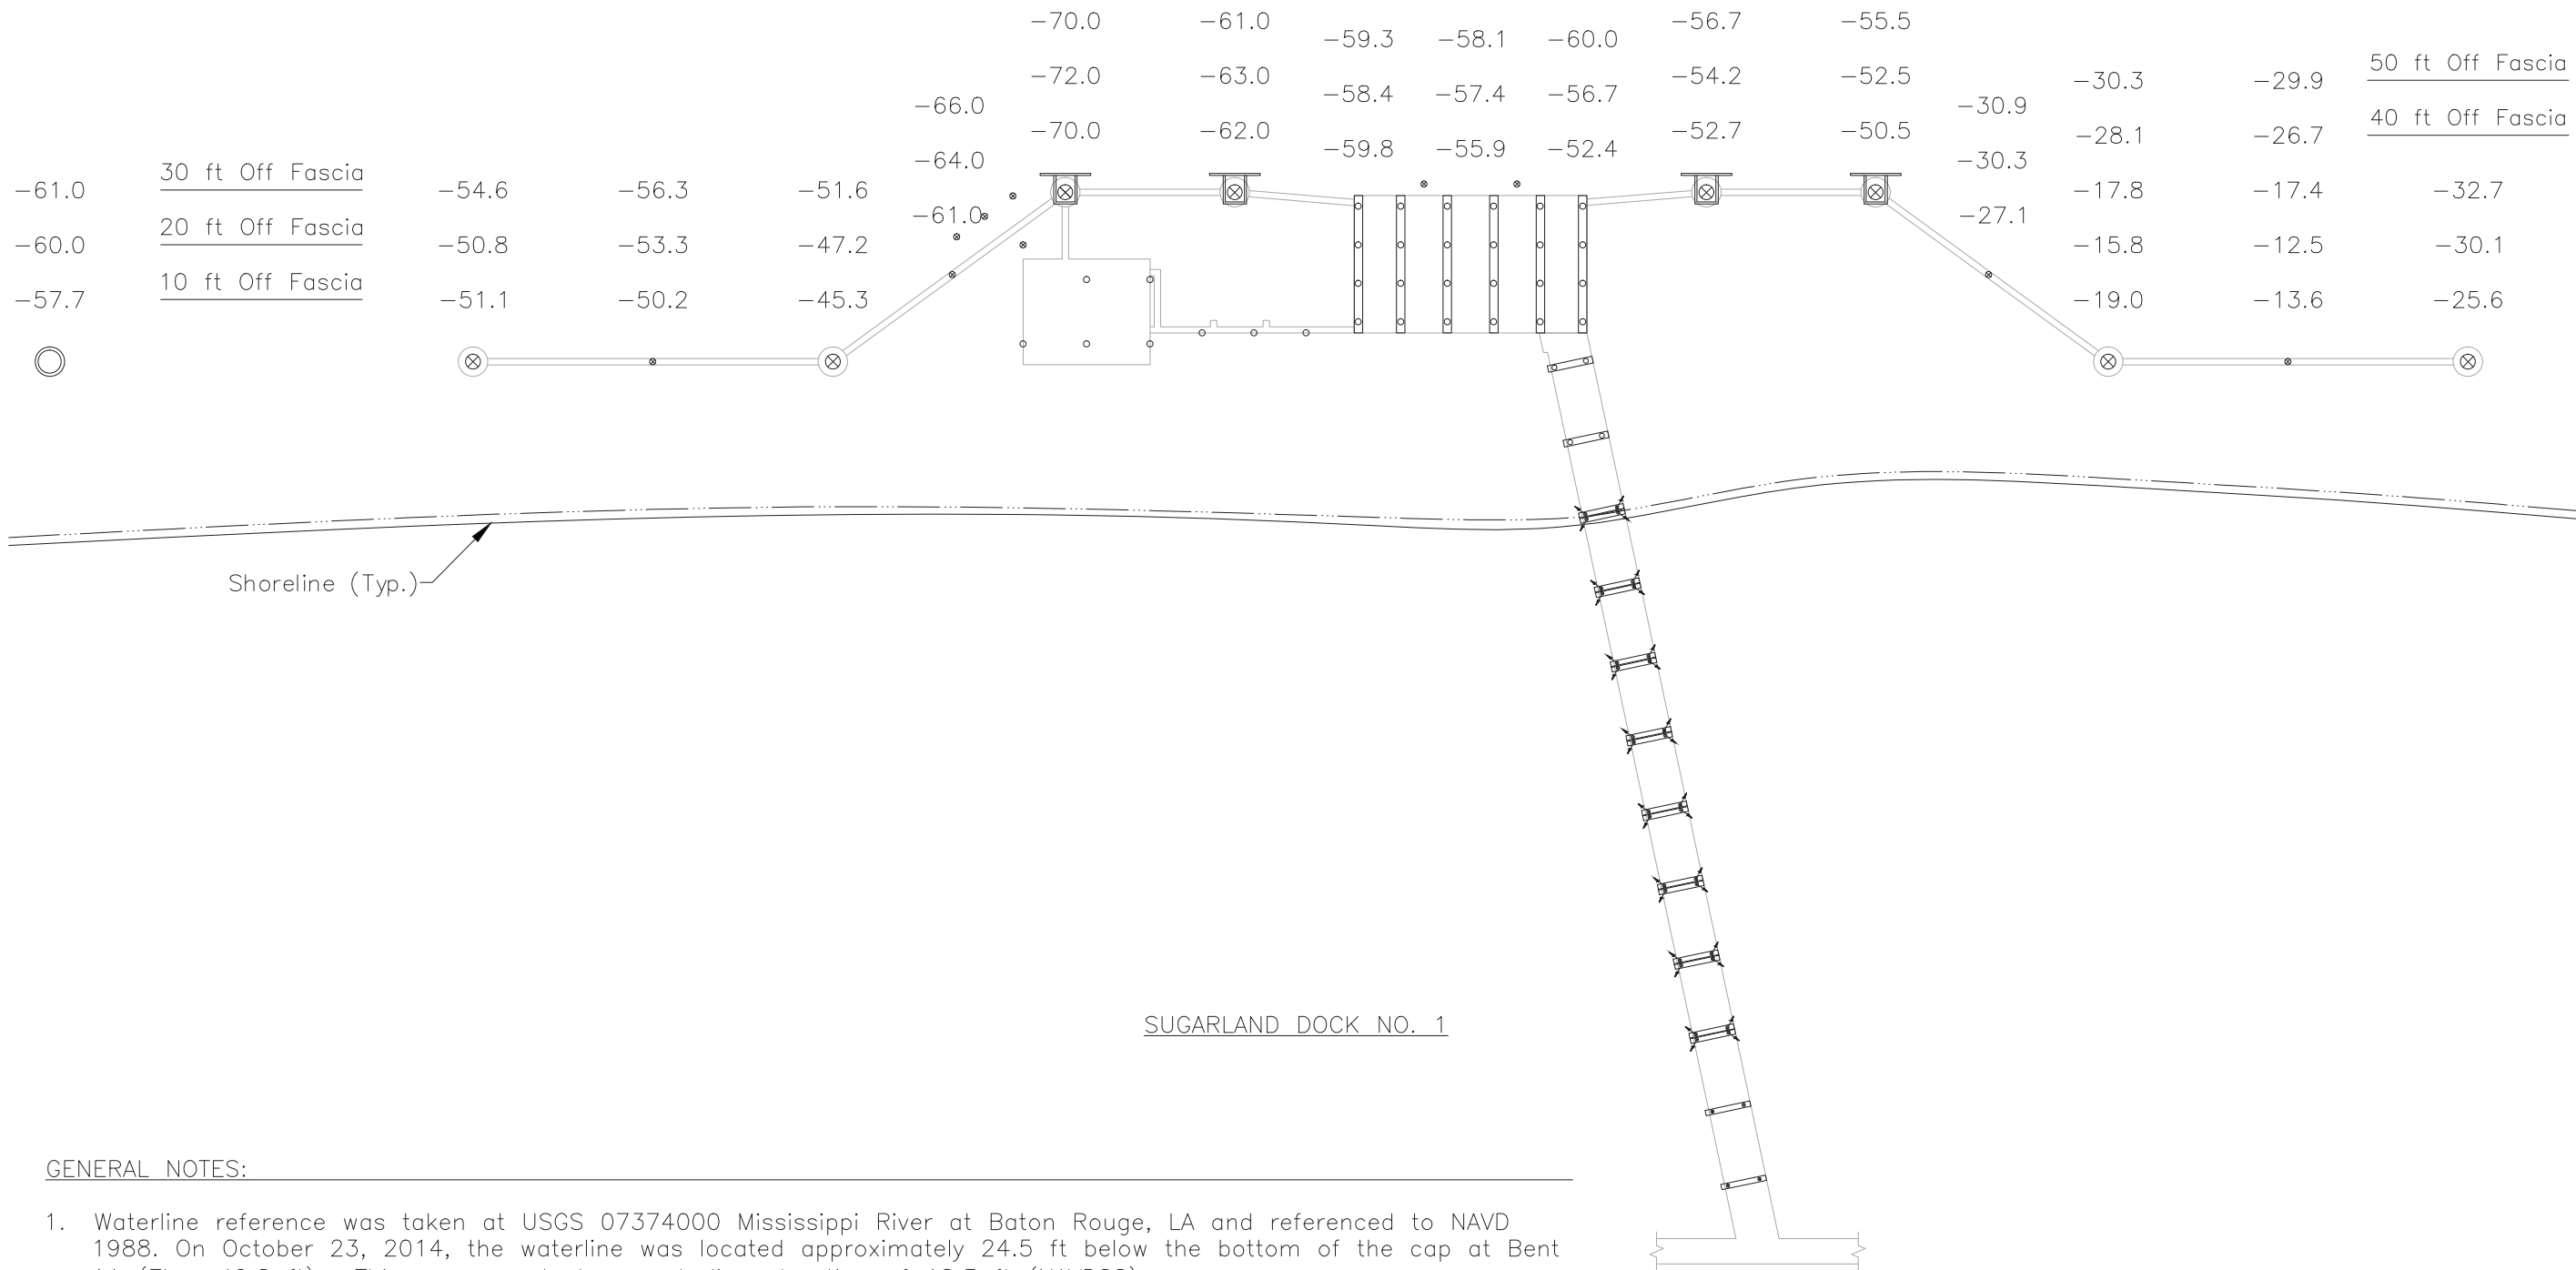 -70.0 -61.0 -56.7 -55.5
-59.3 -58.1 -60.0
50 ft Off Fascia
-72.0 -63.0 -54.2 -52.5
-30.3 -29.9
-58.4 -57.4 -56.7
-66.0 -30.9
40 ft Off Fascia
-70.0 -62.0 -52.7 -50.5
-28.1 -26.7
-59.8 -55.9 -52.4
-64.0 -30.3
30 ft Off Fascia
-61.0 -54.6 -56.3 -51.6 -17.8 -17.4 -32.7
-61.0 -27.1
20 ft Off Fascia
-60.0 -50.8 -53.3 -47.2 -15.8 -12.5 -30.1
10 ft Off Fascia
-57.7 -51.1 -50.2 -45.3 -19.0 -13.6 -25.6
Shoreline (Typ.)
SUGARLAND DOCK NO. 1
GENERAL NOTES:
1. Waterline reference was taken at USGS 07374000 Mississippi River at Baton Rouge, LA and referenced to NAVD
1988. On October 23, 2014, the waterline was located approximately 24.5 ft below the bottom of the cap at Bent